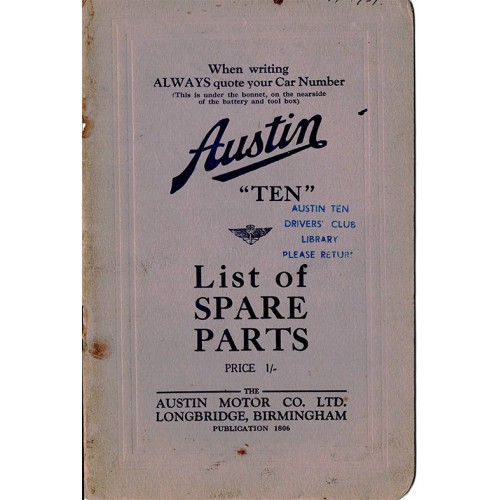 When writing
ALWAYS quote your Car Number
(This is under the bonnet, on the nearside
of the battery and tool box)
Austin
"TEN"
AUSTIN TEN
DRIVERS' CLUB
LIBRARY
PLEASE RETURN
List of
SPARE
PARTS
PRICE 1/-
THE
AUSTIN MOTOR CO. LTD.
LONGBRIDGE, BIRMINGHAM
PUBLICATION 1806